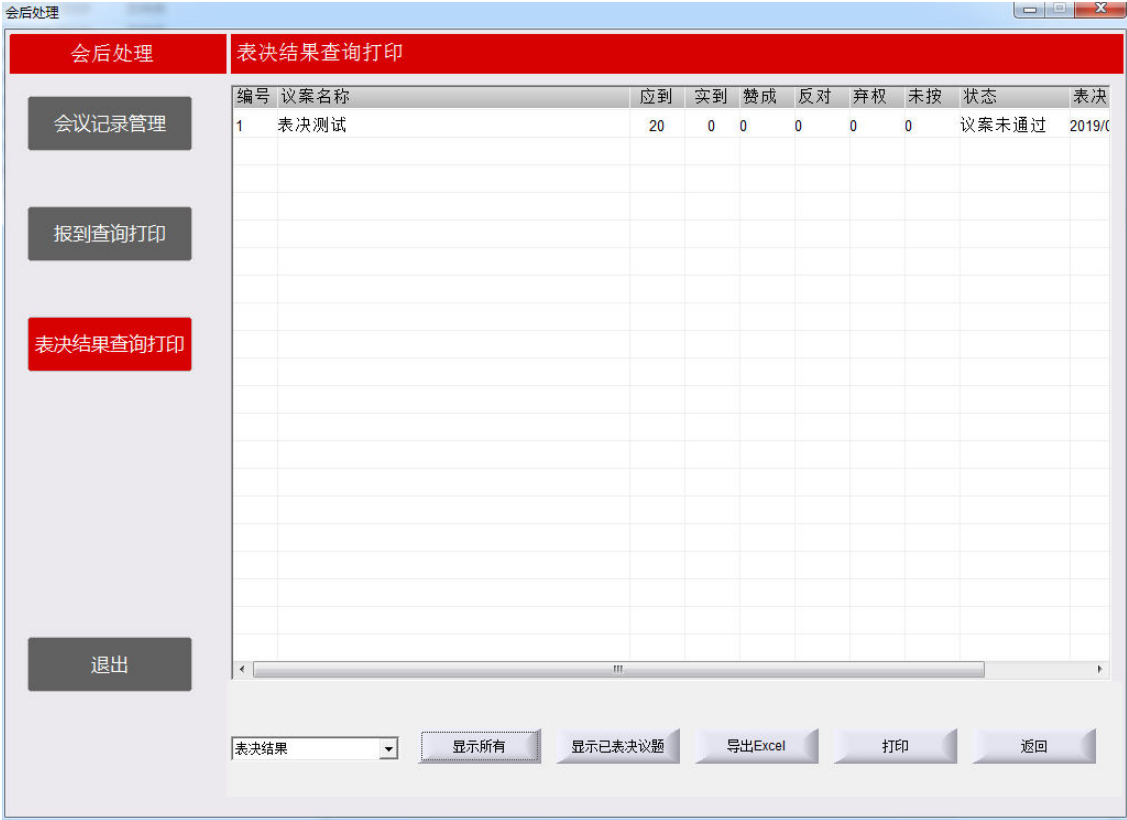 会后处理
会后处理
表决结果查询打印
会议记录管理
报到查询打印
表决结果查询打印
退出
编号 议案名称 应到 实到 赞成 反对 弃权 未按 状态 表决
1 表决测试 20 0 0 0 0 0 议案未通过 2019/0
表决结果 显示所有 显示已表决议题 导出Excel 打印 返回